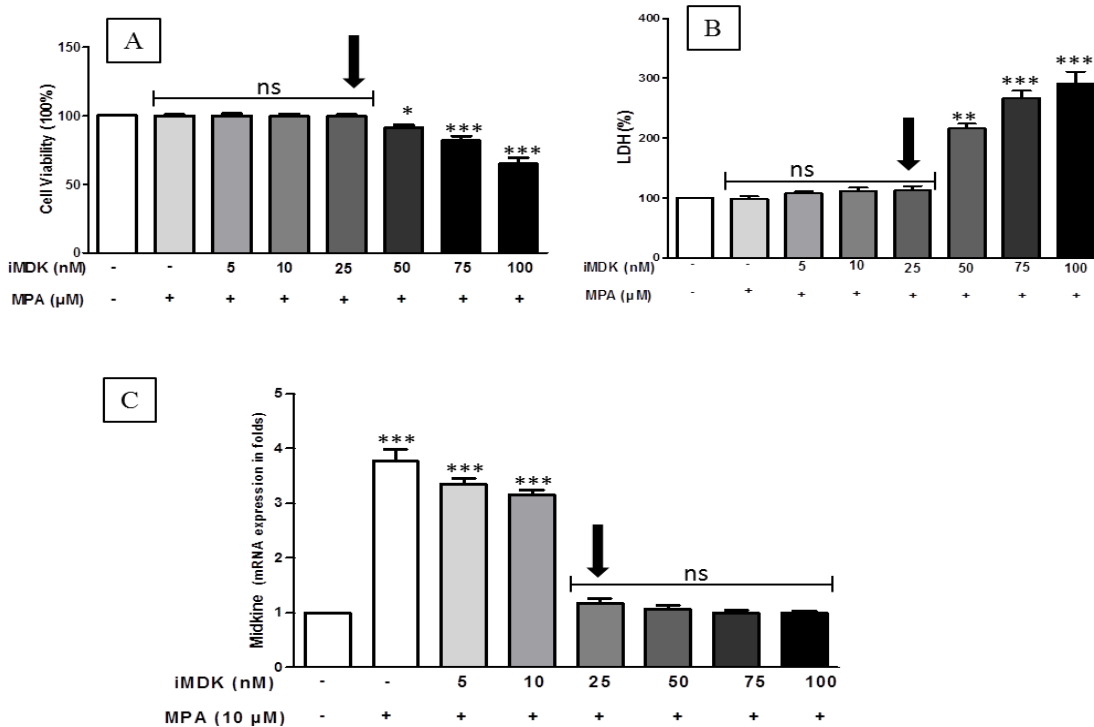 A
150
100
50
0
Cell Viability (100%)
ns
*
***
***
iMDK (nM) - - 5 10 25 50 75 100
MPA (µM) - + + + + + + +
B
400
300
200
100
0
LDH (%)
ns
**
***
***
iMDK (nM) - - 5 10 25 50 75 100
MPA (µM) - + + + + + + +
C
5
4
3
2
1
0
Midkine (mRNA expression in folds)
***
***
***
ns
iMDK (nM) - - 5 10 25 50 75 100
MPA (10 µM) - + + + + + + +